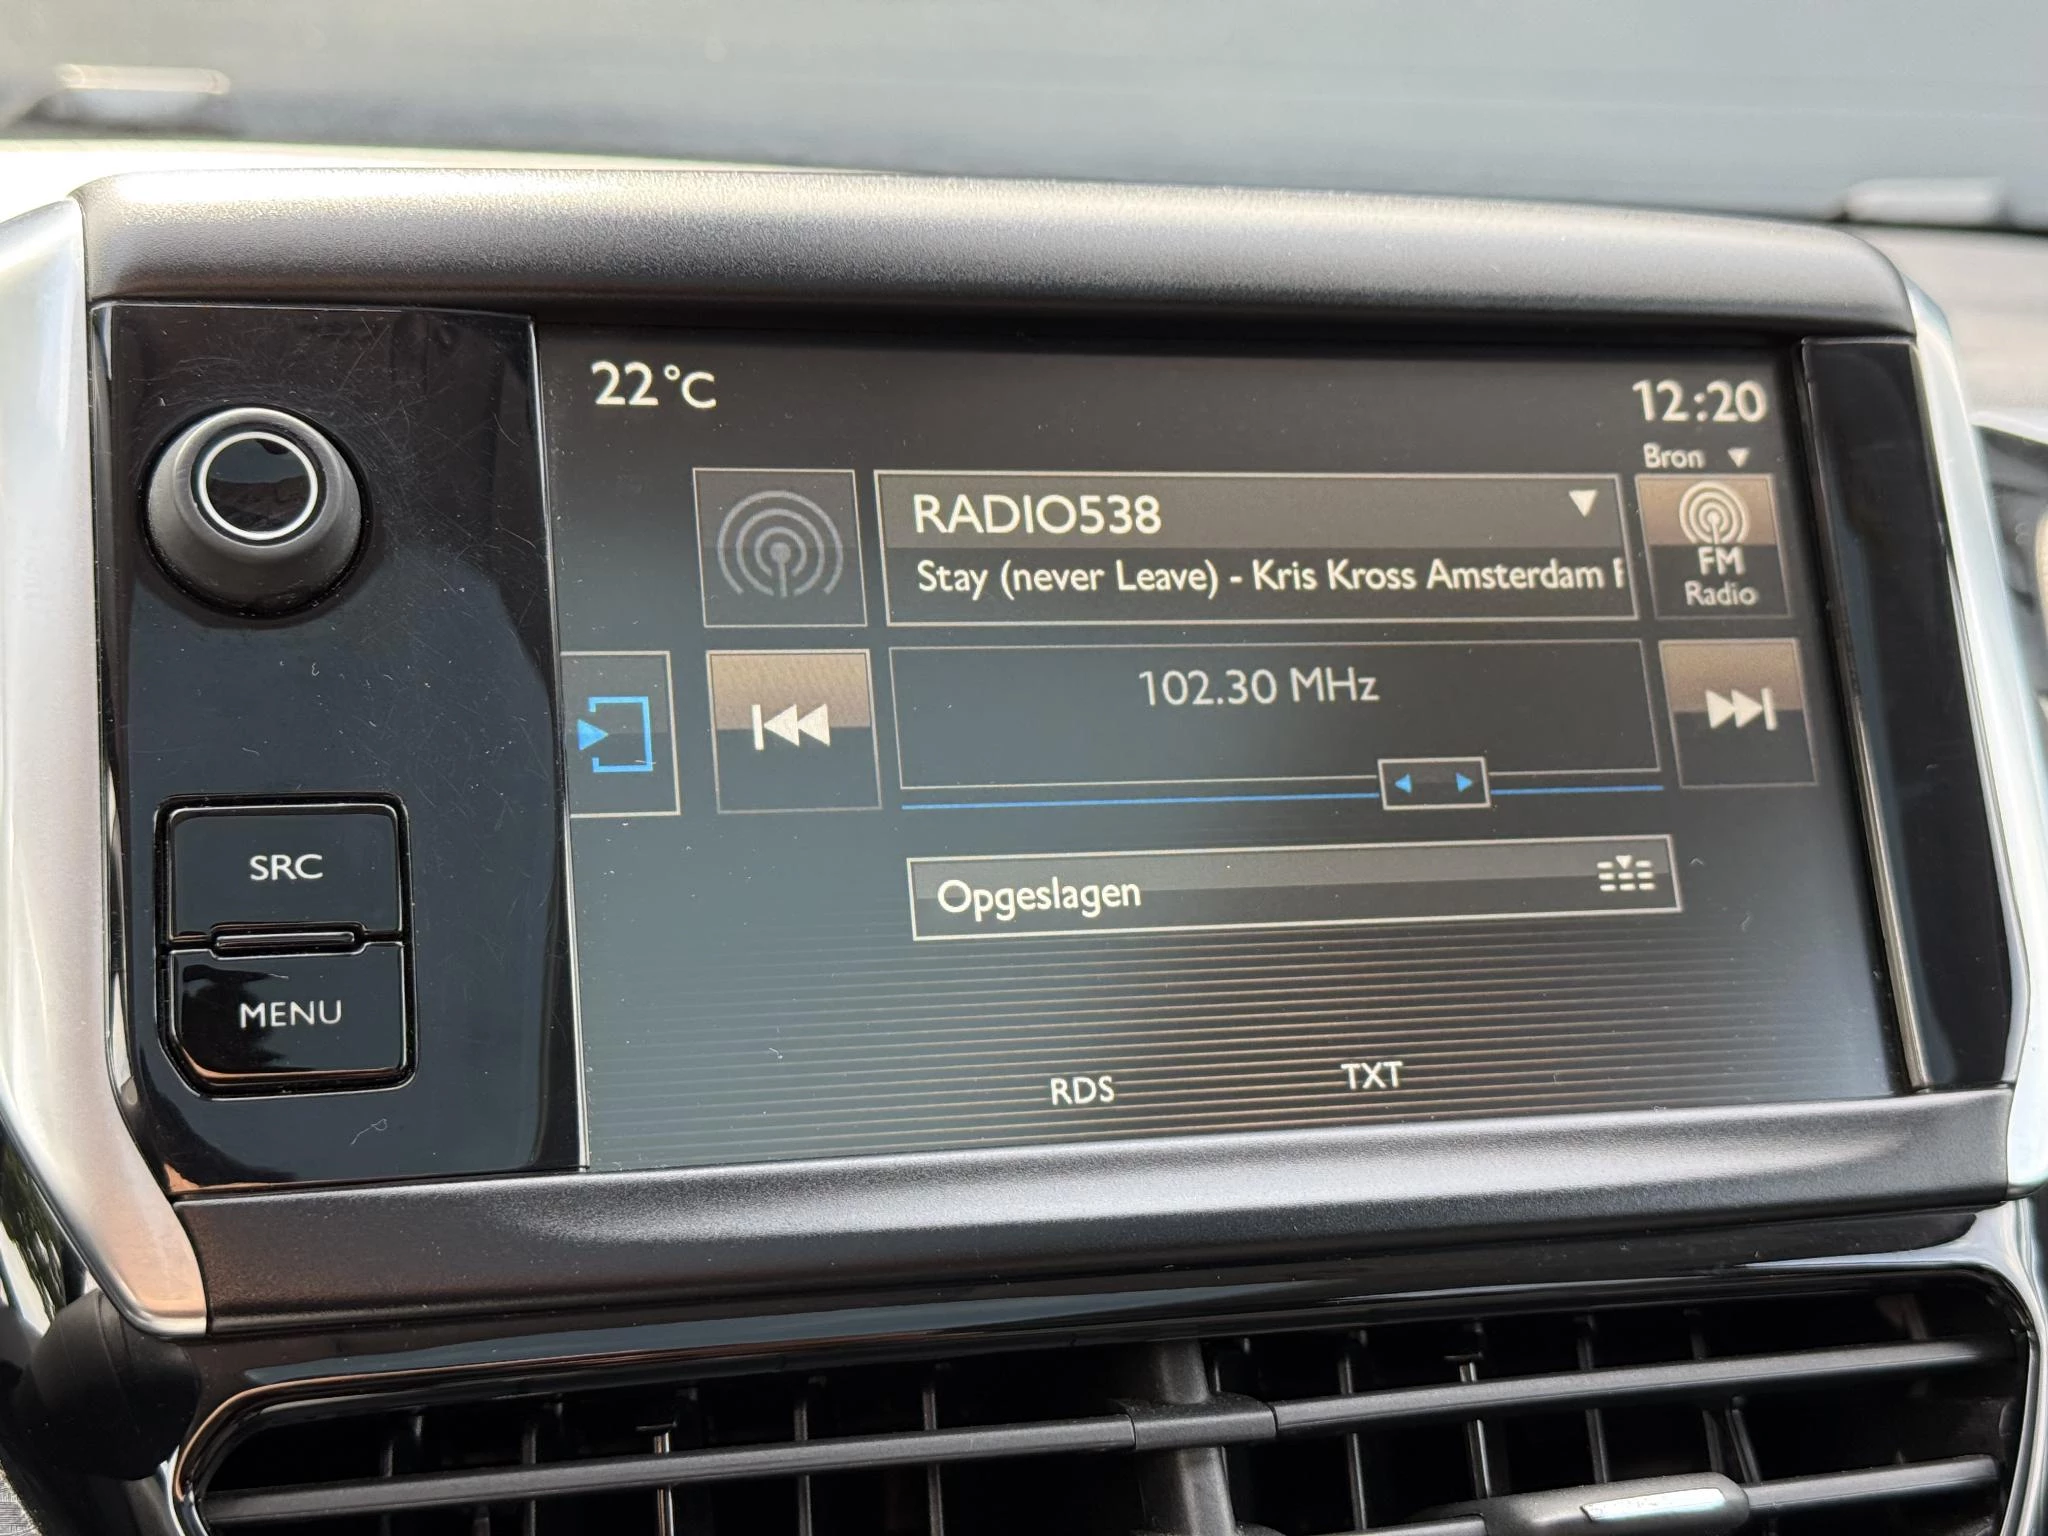 22 °C
12:20
Bron
RADIO538
Stay (never Leave) - Kris Kross Amsterdam
FM
Radio
102.30 MHz
SRC
Opgeslagen
MENU
RDS
TXT